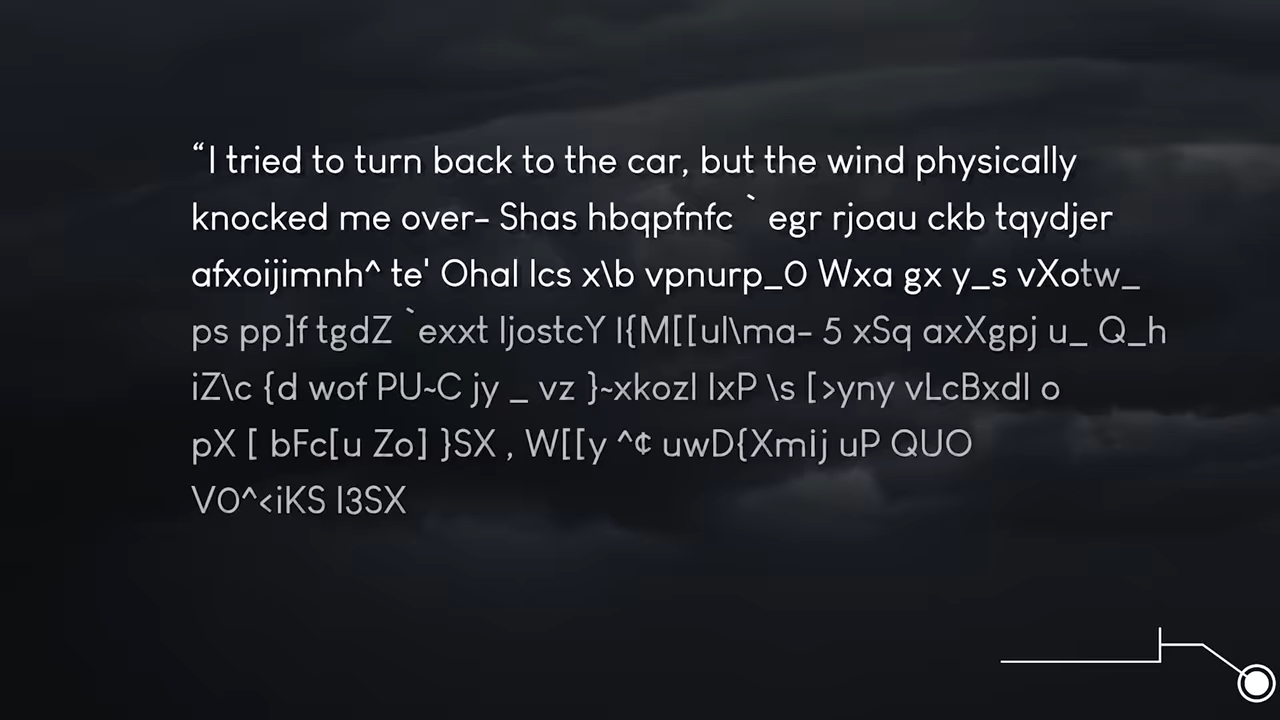 “I tried to turn back to the car, but the wind physically
knocked me over- Shas hbqpfnfc ` egr rjoau ckb tqydjer
afxoijimnh^ te' Ohal lcs x\b vpnurp_0 Wxa gx y_s vXotw_
ps pp]f tgdZ `exxt ljostcY I{M[[ul\ma- 5 xSq axXgpj u_ Q_h
iZ\c {d wof PU~C jy _ vz }~xkozl lxP \s [>yny vLcBxdl o
pX [ bFc[u Zo] }SX , W[[y ^¢ uwD{Xmij uP QUO
V0^<iKS I3SX